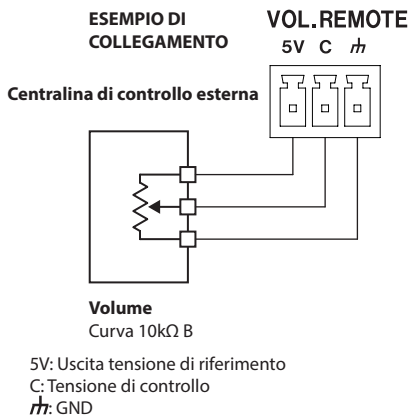 ESEMPIO DI
COLLEGAMENTO
VOL.REMOTE
5V C
Centralina di controllo esterna
Volume
Curva 10kΩ B
5V: Uscita tensione di riferimento
C: Tensione di controllo
: GND